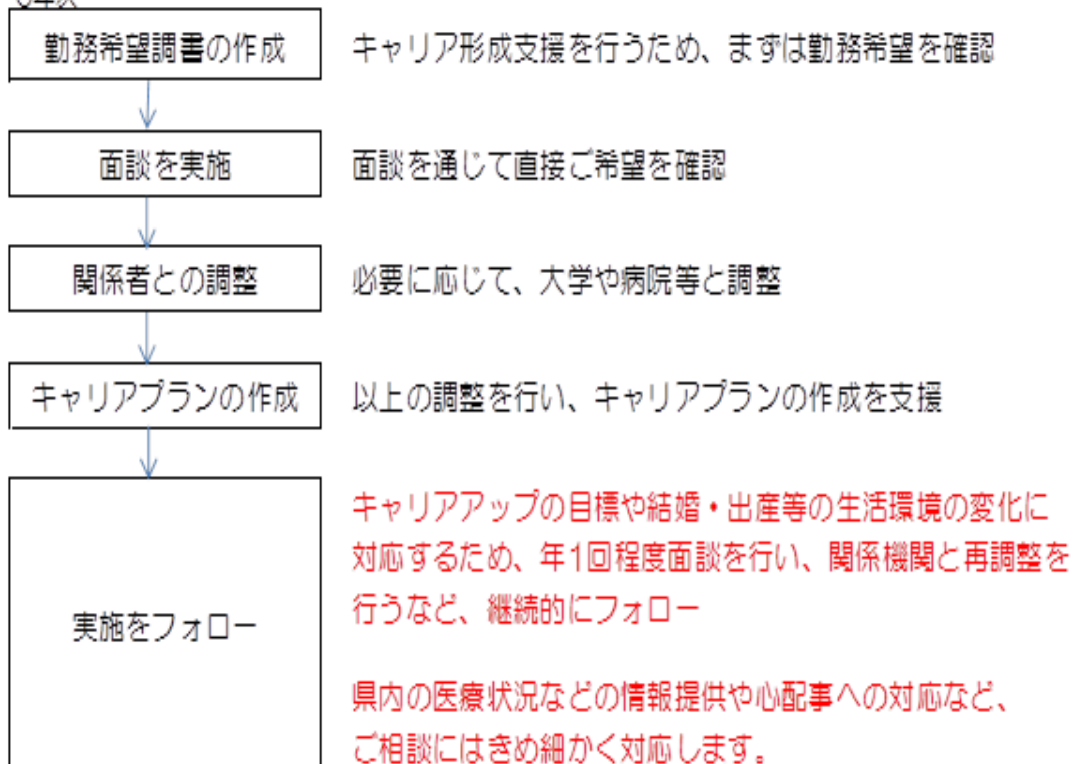 勤務希望調書の作成
キャリア形成支援を行うため、まずは勤務希望を確認
面談を実施
面談を通じて直接ご希望を確認
関係者との調整
必要に応じて、大学や病院等と調整
キャリアプランの作成
以上の調整を行い、キャリアプランの作成を支援
実施をフォロー
キャリアアップの目標や結婚・出産等の生活環境の変化に
対応するため、年1回程度面談を行い、関係機関と再調整を
行うなど、継続的にフォロー
県内の医療状況などの情報提供や心配事への対応など、
ご相談にはきめ細かく対応します。